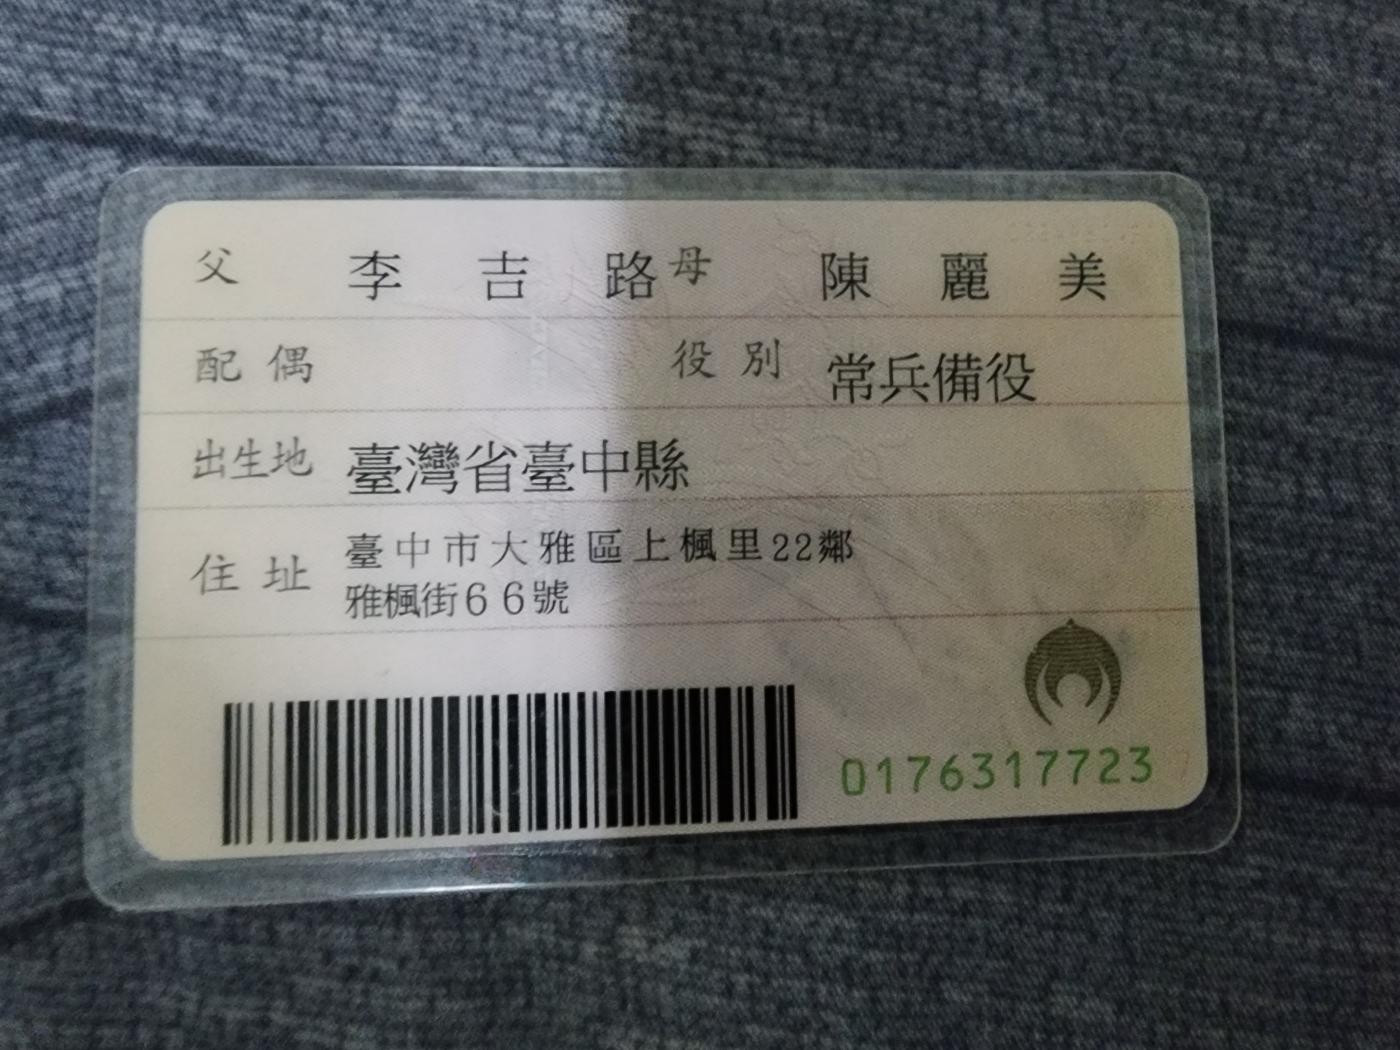 父 李吉路 母 陳麗美
配偶 役別 常兵備役
出生地 臺灣省臺中縣
住址 臺中市大雅區上楓里22鄰
雅楓街66號
0176317723